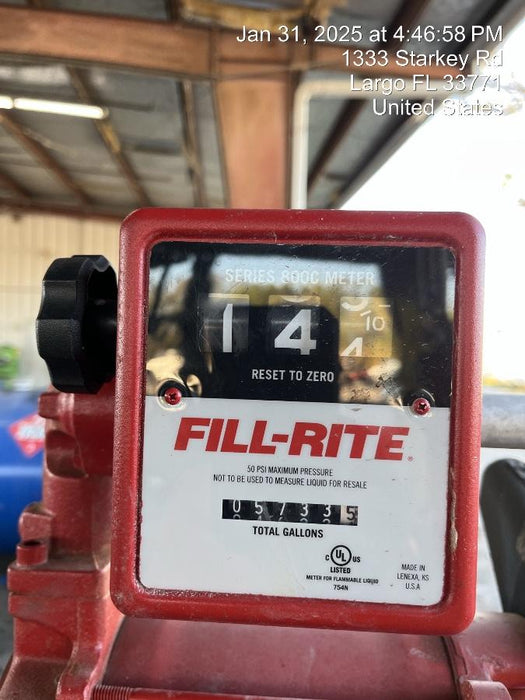 Jan 31, 2025 at 4:46:58 PM
1333 Starkey Rd
Largo FL 33771
United States
SERIES 800C METER
1 4
10
4
RESET TO ZERO
FILL-RITE
50 PSI MAXIMUM PRESSURE
NOT TO BE USED TO MEASURE LIQUID FOR RESALE
0 5 7 3 3 5
TOTAL GALLONS
C UL US
LISTED
METER FOR FLAMMABLE LIQUID
754N
MADE IN
LENEXA, KS
U.S.A